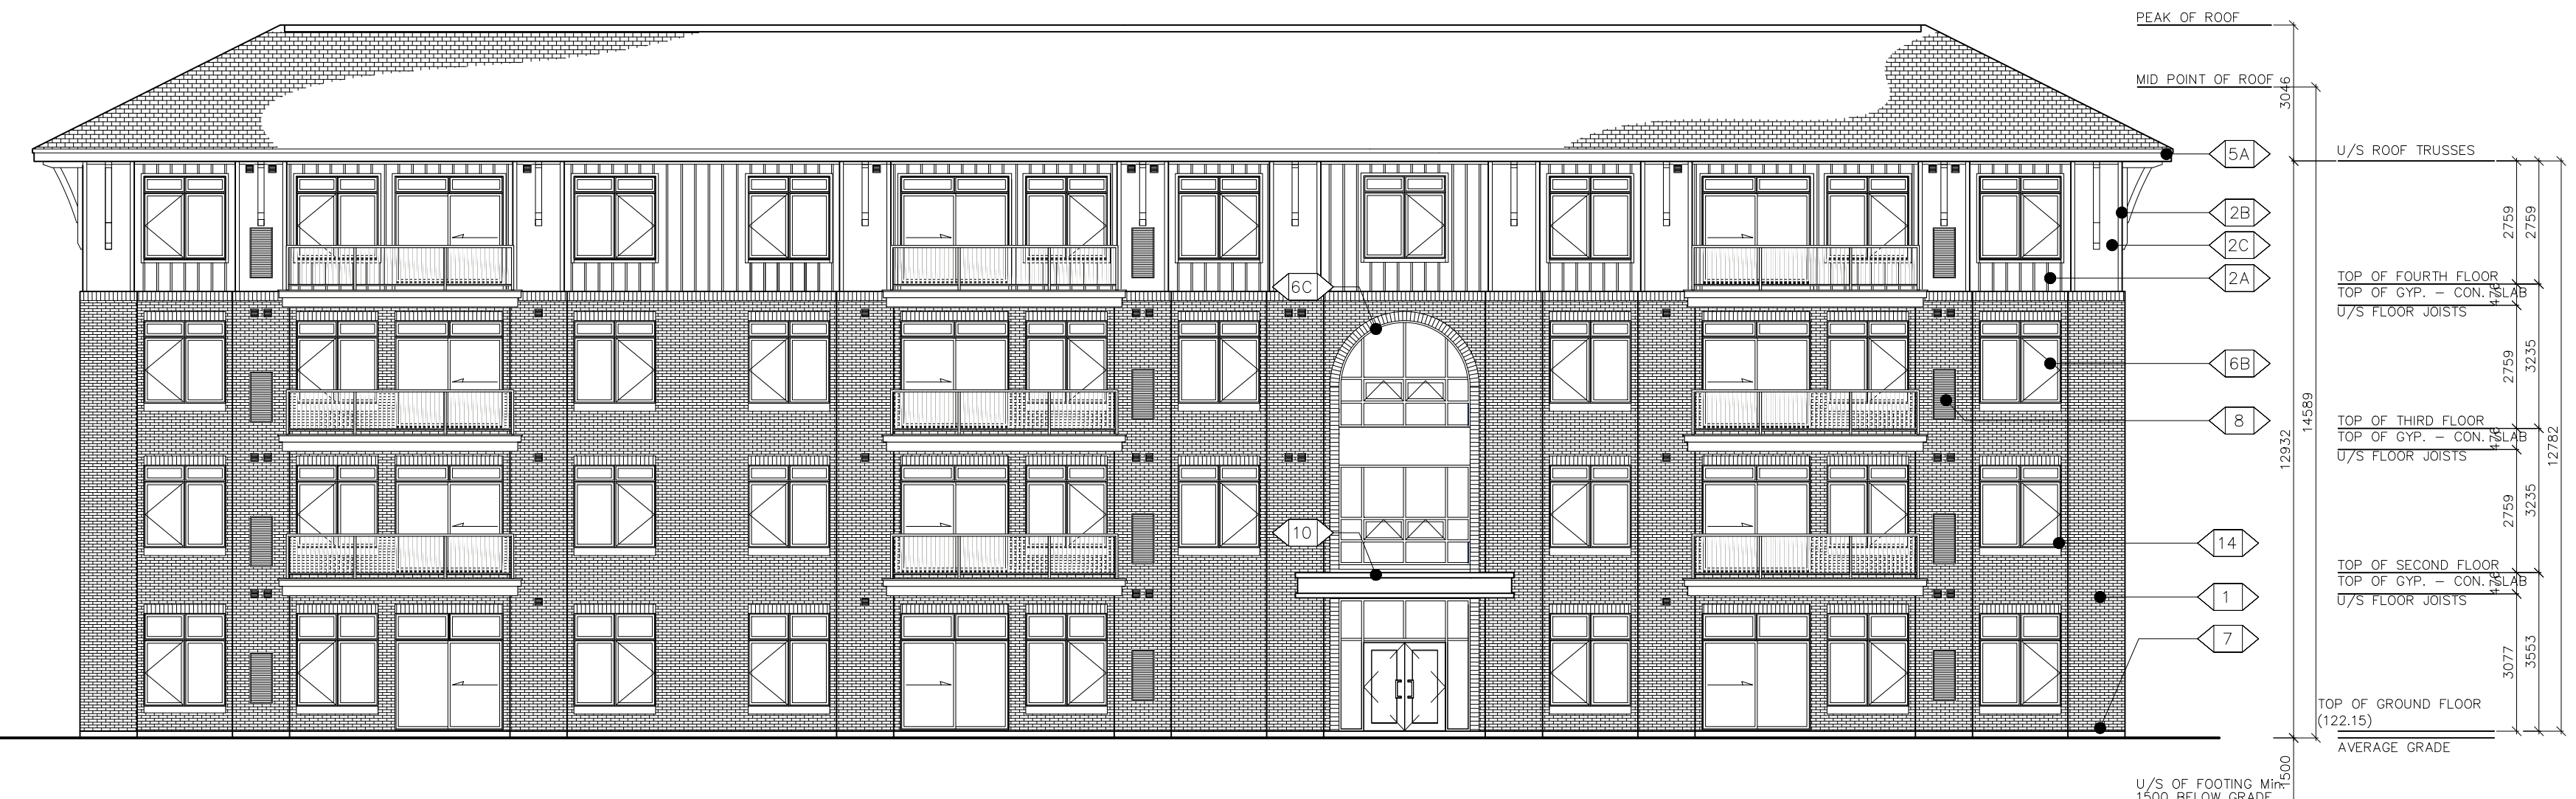 PEAK OF ROOF
MID POINT OF ROOF
3046
5A
U/S ROOF TRUSSES
2B
2C
2759
2759
2A
6C
TOP OF FOURTH FLOOR
TOP OF GYP. - CON. SLAB
476
U/S FLOOR JOISTS
6B
2759
3235
8
14589
TOP OF THIRD FLOOR
TOP OF GYP. - CON. SLAB
476
U/S FLOOR JOISTS
12932
12782
10
14
2759
3235
TOP OF SECOND FLOOR
TOP OF GYP. - CON. SLAB
476
U/S FLOOR JOISTS
1
7
3077
3553
TOP OF GROUND FLOOR
(122.15)
AVERAGE GRADE
1500
U/S OF FOOTING Min.
1500 BELOW GRADE